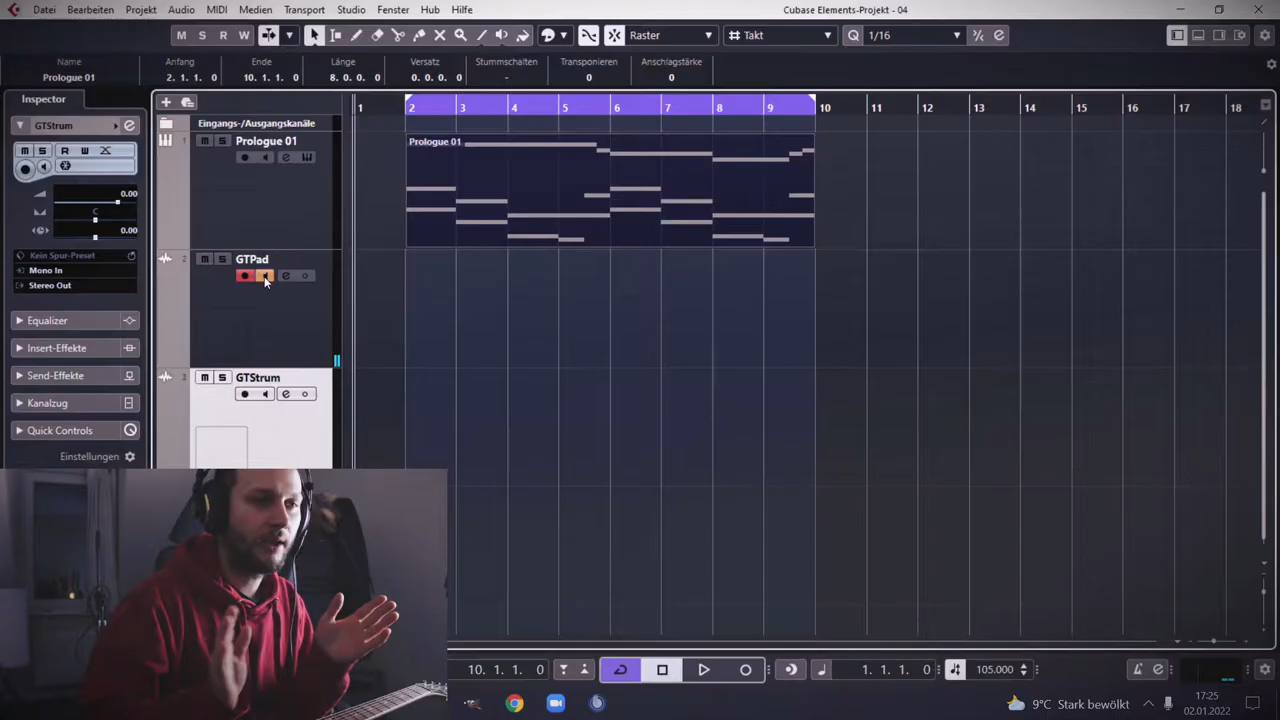 Datei Bearbeiten Projekt Audio MIDI Medien Transport Studio Fenster Hub Hilfe Cubase Elements-Projekt - 04
M S R W Raster Takt Q 1/16
Name Anfang Ende Länge Versatz Stummschalten Transponieren Anschlagstärke
Prologue 01 2. 1. 1. 0 10. 1. 1. 0 8. 0. 0. 0 0. 0. 0. 0 - 0 0
Inspector
1 2 3 4 5 6 7 8 9 10 11 12 13 14 15 16 17 18
GTStrum
Eingangs-/Ausgangskanäle
M S R W
1 M S Prologue 01
Prologue 01
0.00
C
0.00
Kein Spur-Preset
Mono In
Stereo Out
2 M S GTPad
Equalizer
Insert-Effekte
Send-Effekte
3 M S GTStrum
Kanalzug
Quick Controls
Einstellungen
10. 1. 1. 0 1. 1. 1. 0 105.000
9°C Stark bewölkt
17:25
02.01.2022